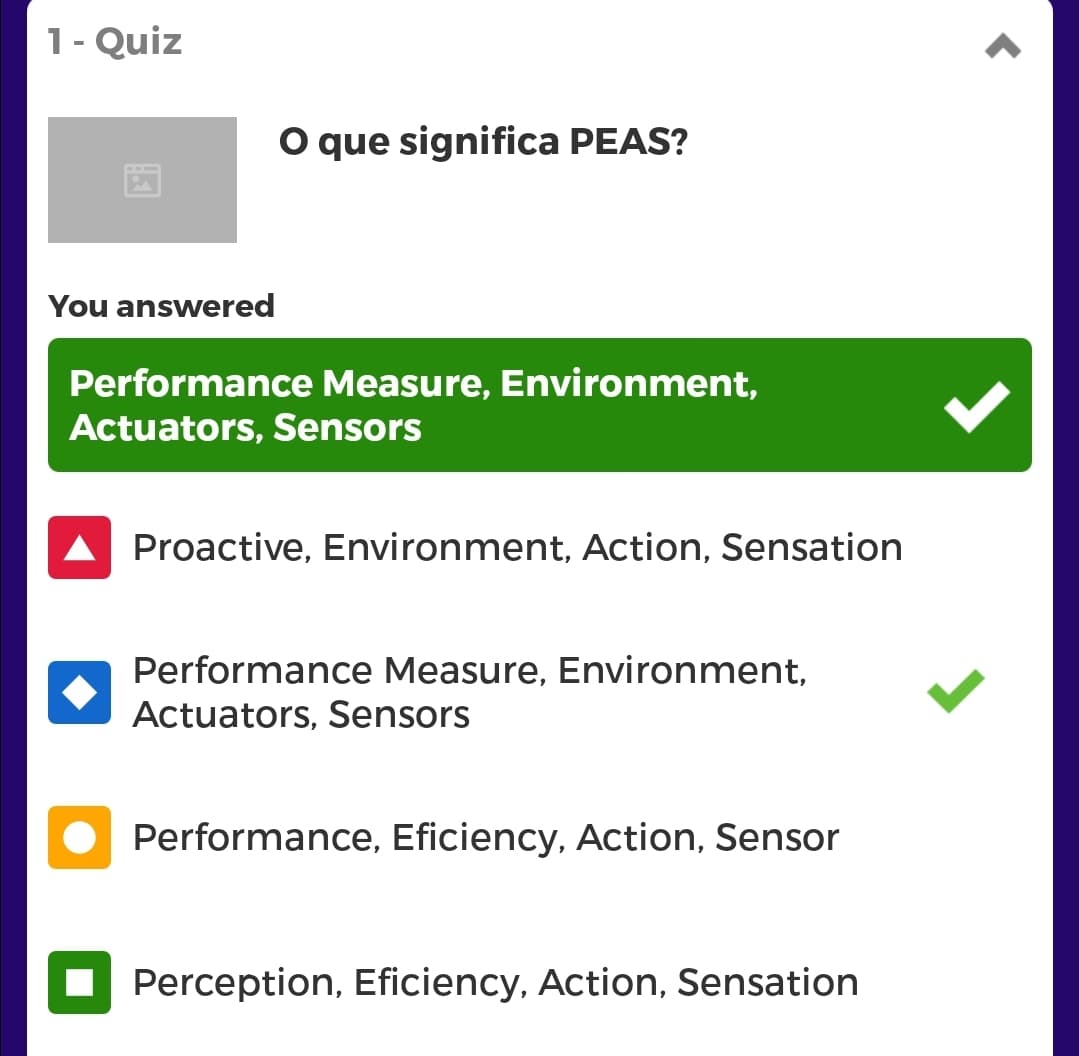 1 - Quiz
O que significa PEAS?
You answered
Performance Measure, Environment,
Actuators, Sensors
Proactive, Environment, Action, Sensation
Performance Measure, Environment,
Actuators, Sensors
Performance, Eficiency, Action, Sensor
Perception, Eficiency, Action, Sensation